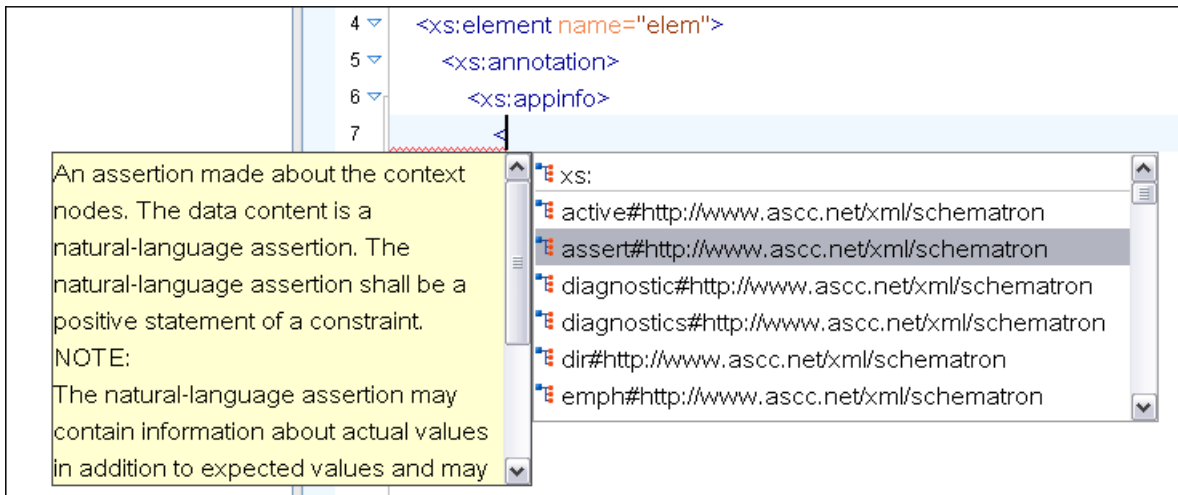 4 <xs:element name="elem">
5 <xs:annotation>
6 <xs:appinfo>
7 <
An assertion made about the context
nodes. The data content is a
natural-language assertion. The
natural-language assertion shall be a
positive statement of a constraint.
NOTE:
The natural-language assertion may
contain information about actual values
in addition to expected values and may
xs:
active#http://www.ascc.net/xml/schematron
assert#http://www.ascc.net/xml/schematron
diagnostic#http://www.ascc.net/xml/schematron
diagnostics#http://www.ascc.net/xml/schematron
dir#http://www.ascc.net/xml/schematron
emph#http://www.ascc.net/xml/schematron